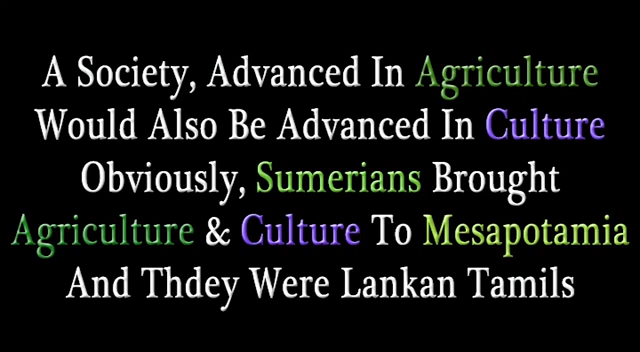 A Society, Advanced In Agriculture
Would Also Be Advanced In Culture
Obviously, Sumerians Brought
Agriculture & Culture To Mesapotamia
And Thdey Were Lankan Tamils